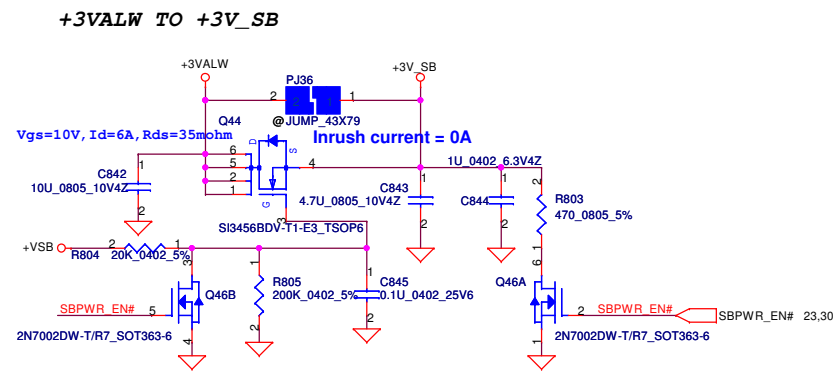 +3VALW TO +3V_SB
+3VALW
+3V_SB
PJ36
2 2 1 1
@JUMP_43X79
Q44
Vgs=10V,Id=6A,Rds=35mohm
Inrush current = 0A
D
S
G
6
5
2
1
4
3
1U_0402_6.3V4Z
C842
10U_0805_10V4Z
1
2
C843
4.7U_0805_10V4Z
1
2
C844
1
2
R803
470_0805_5%
2
1
SI3456BDV-T1-E3_TSOP6
+VSB
2
1
R804
20K_0402_5%
3
Q46B
SBPWR_EN#
5
4
2N7002DW-T/R7_SOT363-6
1
R805
200K_0402_5%
2
1
C845
0.1U_0402_25V6
2
6
Q46A
2
SBPWR_EN#
SBPWR_EN# 23,30
1
2N7002DW-T/R7_SOT363-6